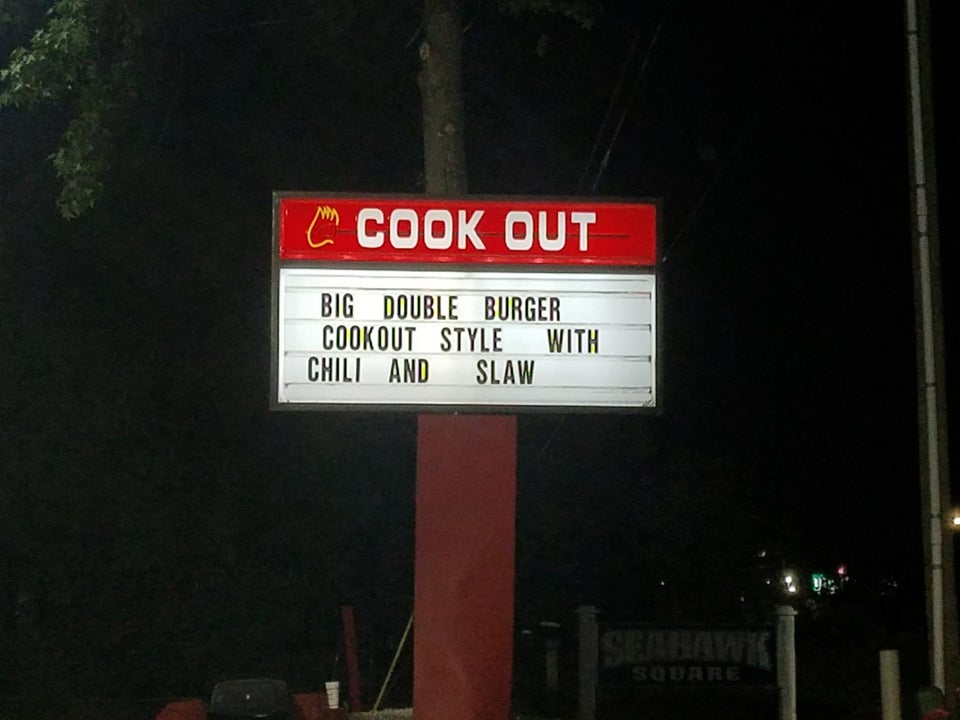 COOK OUT
BIG DOUBLE BURGER
COOKOUT STYLE WITH
CHILI AND SLAW
SEAHAWK
SQUARE